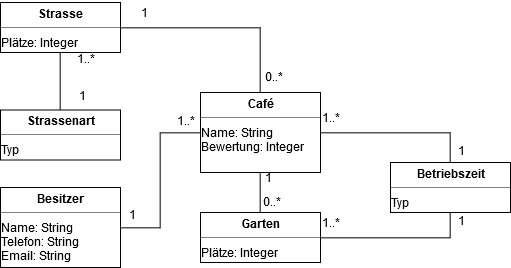 Strasse
Plätze: Integer
1
1..*
0..*
1
Strassenart
Typ
Café
Name: String
Bewertung: Integer
1..*
1..*
1
Besitzer
Name: String
Telefon: String
Email: String
1
1
0..*
Betriebszeit
Typ
Garten
Plätze: Integer
1..*
1